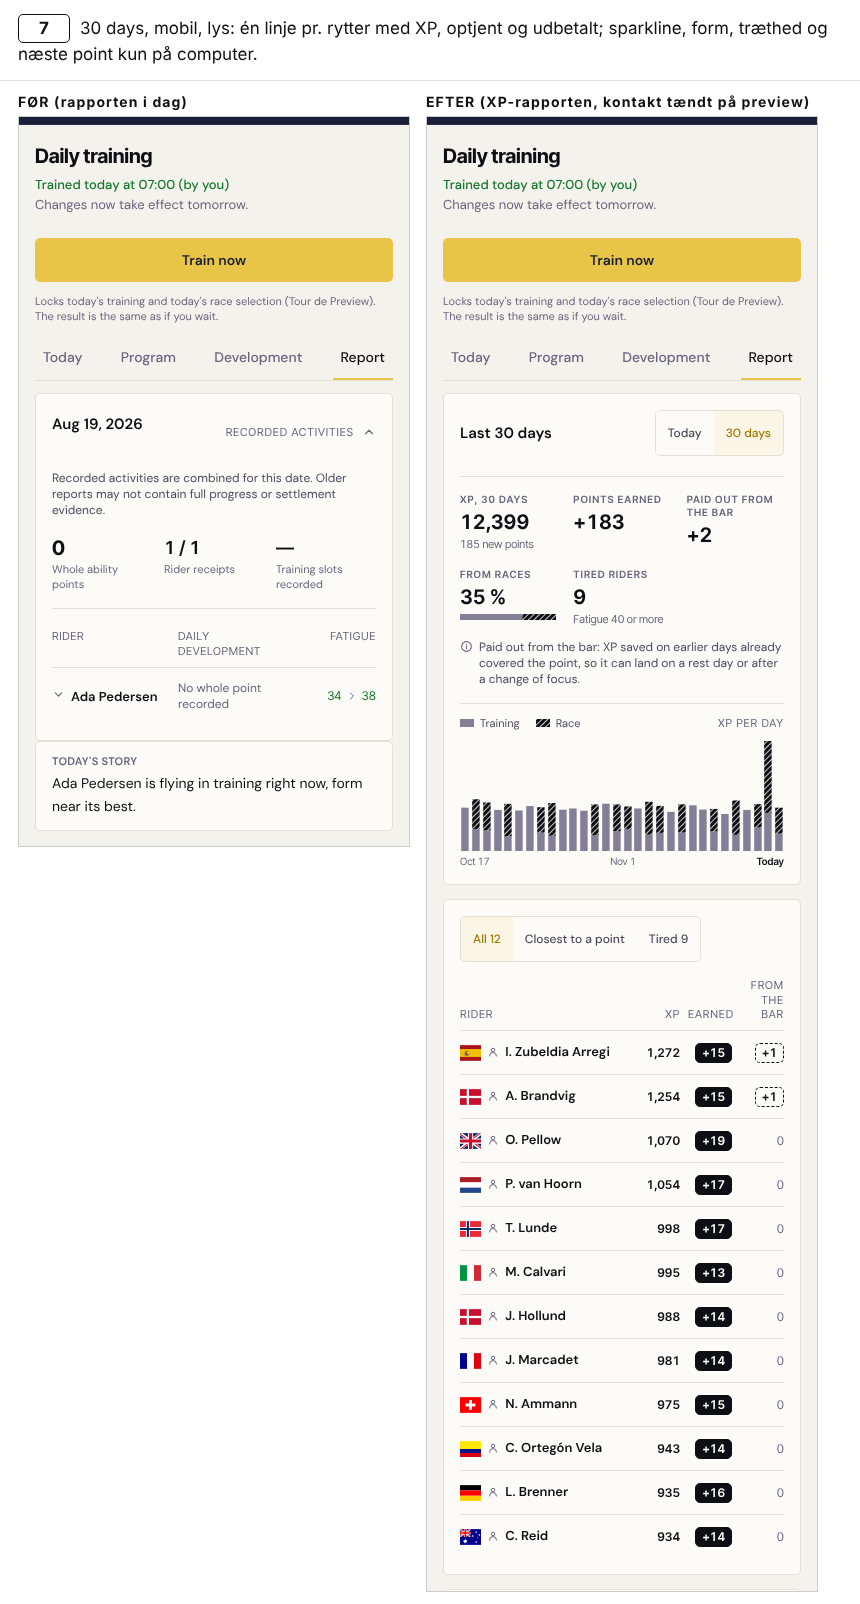 7 30 days, mobil, lys: én linje pr. rytter med XP, optjent og udbetalt; sparkline, form, træthed og
næste point kun på computer.
FØR (rapporten i dag)
Daily training
Trained today at 07:00 (by you)
Changes now take effect tomorrow.
Train now
Locks today's training and today's race selection (Tour de Preview).
The result is the same as if you wait.
Today Program Development Report
Aug 19, 2026
RECORDED ACTIVITIES
Recorded activities are combined for this date. Older
reports may not contain full progress or settlement
evidence.
0 1 / 1 —
Whole ability Rider receipts Training slots
points recorded
RIDER DAILY FATIGUE
DEVELOPMENT
Ada Pedersen No whole point 34 > 38
recorded
TODAY'S STORY
Ada Pedersen is flying in training right now, form
near its best.
EFTER (XP-rapporten, kontakt tændt på preview)
Daily training
Trained today at 07:00 (by you)
Changes now take effect tomorrow.
Train now
Locks today's training and today's race selection (Tour de Preview).
The result is the same as if you wait.
Today Program Development Report
Last 30 days Today 30 days
XP, 30 DAYS POINTS EARNED PAID OUT FROM
THE BAR
12,399 +183 +2
185 new points
FROM RACES TIRED RIDERS
35 % 9
Fatigue 40 or more
Paid out from the bar: XP saved on earlier days already
covered the point, so it can land on a rest day or after
a change of focus.
Training Race XP PER DAY
Oct 17 Nov 1 Today
All 12 Closest to a point Tired 9
FROM
THE
RIDER XP EARNED BAR
I. Zubeldia Arregi 1,272 +15 +1
A. Brandvig 1,254 +15 +1
O. Pellow 1,070 +19 0
P. van Hoorn 1,054 +17 0
T. Lunde 998 +17 0
M. Calvari 995 +13 0
J. Hollund 988 +14 0
J. Marcadet 981 +14 0
N. Ammann 975 +15 0
C. Ortegón Vela 943 +14 0
L. Brenner 935 +16 0
C. Reid 934 +14 0